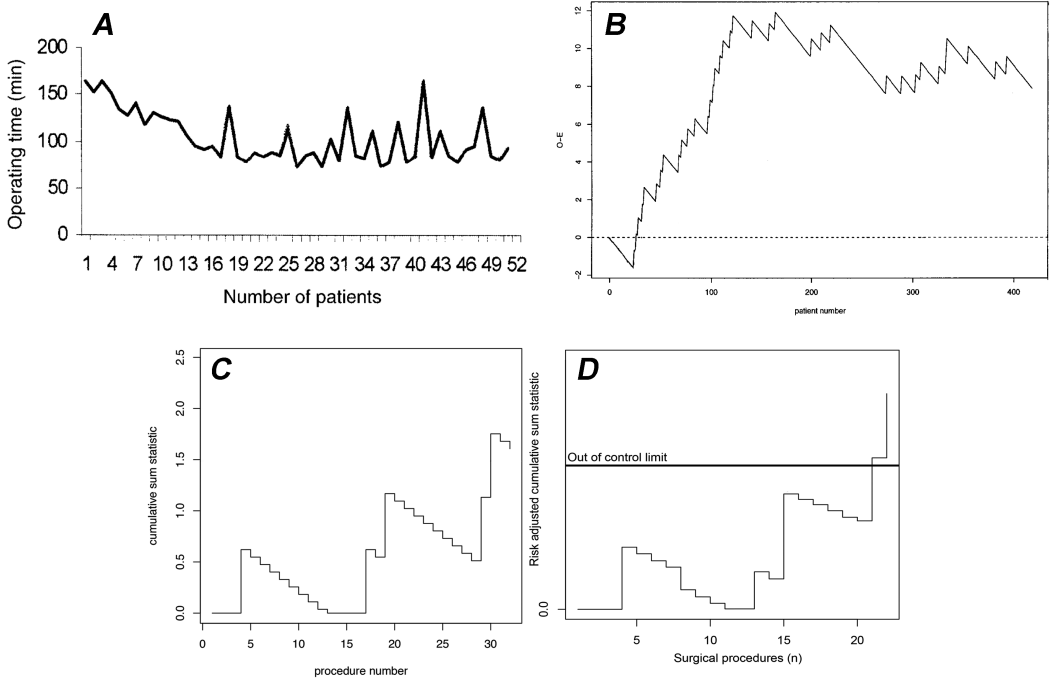 A
200
150
100
50
0
Operating time (min)
1 4 7 10 13 16 19 22 25 28 31 34 37 40 43 46 49 52
Number of patients
B
12
10
8
6
4
2
0
-2
O-E
0 100 200 300 400
patient number
C
2.5
2.0
1.5
1.0
0.5
0.0
cumulative sum statistic
0 5 10 15 20 25 30
procedure number
D
Out of control limit
0.0
Risk adjusted cumulative sum statistic
5 10 15 20
Surgical procedures (n)